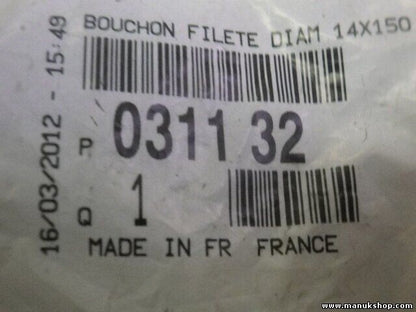 BOUCHON FILETE DIAM 14X150
16/03/2012 - 15:49
P 0311 32
Q 1
MADE IN FR FRANCE
www.manukshop.com